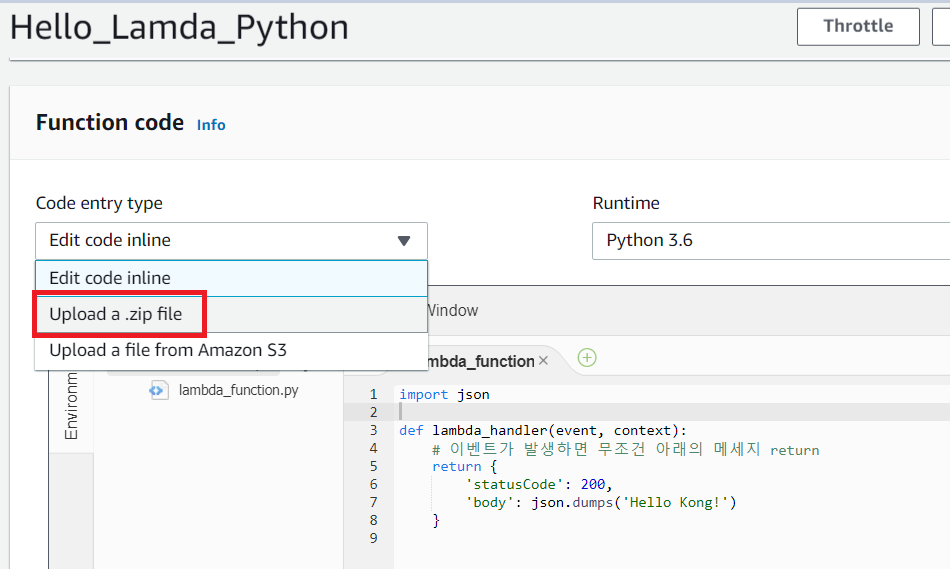 Hello_Lamda_Python
Throttle
Function code Info
Code entry type
Runtime
Edit code inline
Python 3.6
Edit code inline
Upload a .zip file
Upload a file from Amazon S3
Window
mbda_function
Environm
lambda_function.py
1 import json
2
3 def lambda_handler(event, context):
4 # 이벤트가 발생하면 무조건 아래의 메세지 return
5 return {
6 'statusCode': 200,
7 'body': json.dumps('Hello Kong!')
8 }
9